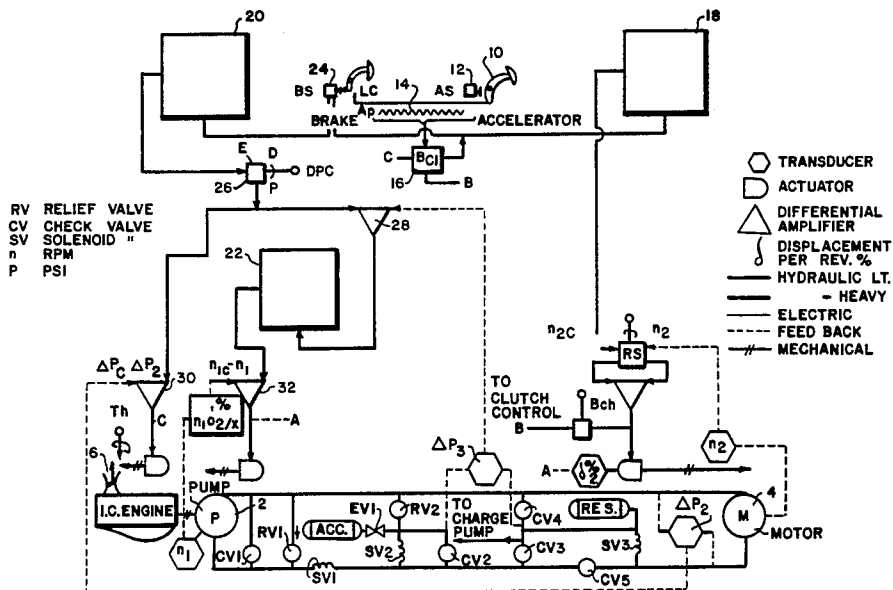 20
18
24
BS
LC
12
AS
10
14
Ap
BRAKE
ACCELERATOR
E
D
DPC
26
P
C
BCI
16
B
TRANSDUCER
ACTUATOR
DIFFERENTIAL
AMPLIFIER
DISPLACEMENT
PER REV. %
HYDRAULIC LT.
- HEAVY
ELECTRIC
FEED BACK
MECHANICAL
RV RELIEF VALVE
CV CHECK VALVE
SV SOLENOID "
n RPM
P PSI
28
22
n2C
n2
RS
ΔPC ΔP2
30
n1C-n1
32
Th
C
A
TO
CLUTCH
CONTROL
B
Bch
n2
ΔP3
A
6
PUMP
2
I.C. ENGINE
P
n1
CV1
RV1
ACC.
EV1
RV2
SV2
TO
CHARGE
PUMP
CV2
CV4
CV3
RES.
SV3
ΔP2
4
M
MOTOR
SV1
CV5